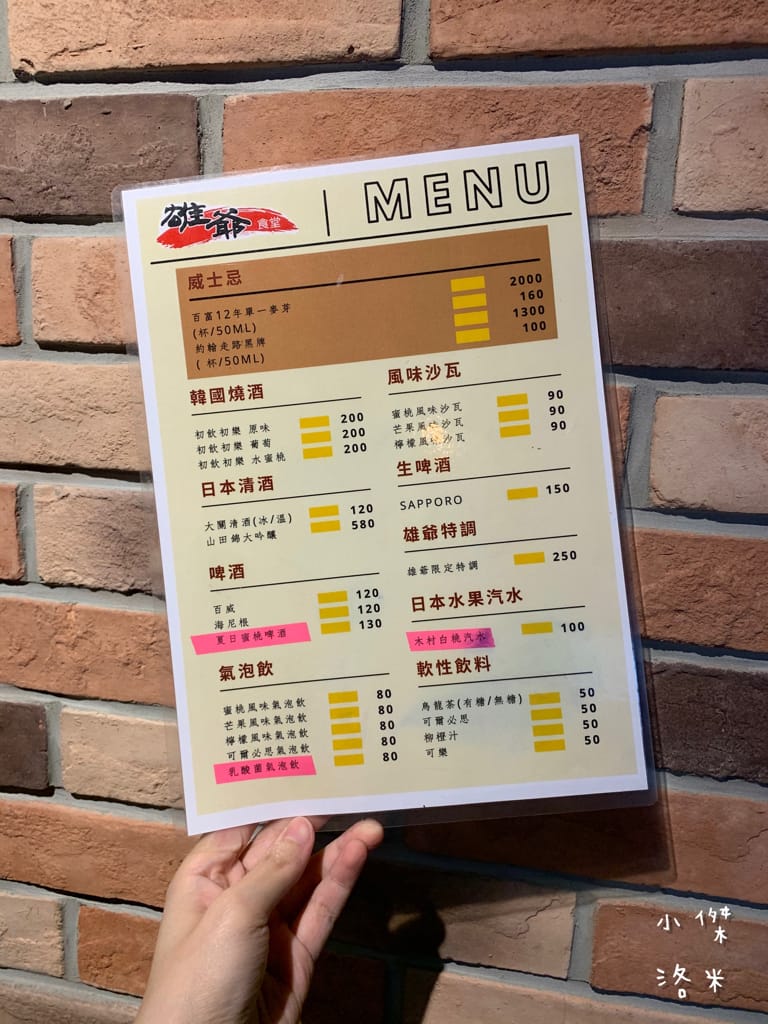 雄爺 食堂 MENU
威士忌
百富12年單一麥芽 2000
(杯/50ML) 160
約翰走路黑牌 1300
( 杯/50ML) 100
韓國燒酒
初飲初樂 原味 200
初飲初樂 葡萄 200
初飲初樂 水蜜桃 200
日本清酒
大關清酒(冰/溫) 120
山田錦大吟釀 580
啤酒
百威 120
海尼根 120
夏日蜜桃啤酒 130
氣泡飲
蜜桃風味氣泡飲 80
芒果風味氣泡飲 80
檸檬風味氣泡飲 80
可爾必思氣泡飲 80
乳酸菌氣泡飲 80
風味沙瓦
蜜桃風味沙瓦 90
芒果風味沙瓦 90
檸檬風味沙瓦 90
生啤酒
SAPPORO 150
雄爺特調
雄爺限定特調 250
日本水果汽水
木村白桃汽水 100
軟性飲料
烏龍茶(有糖/無糖) 50
可爾必思 50
柳橙汁 50
可樂 50
小傑
洛米